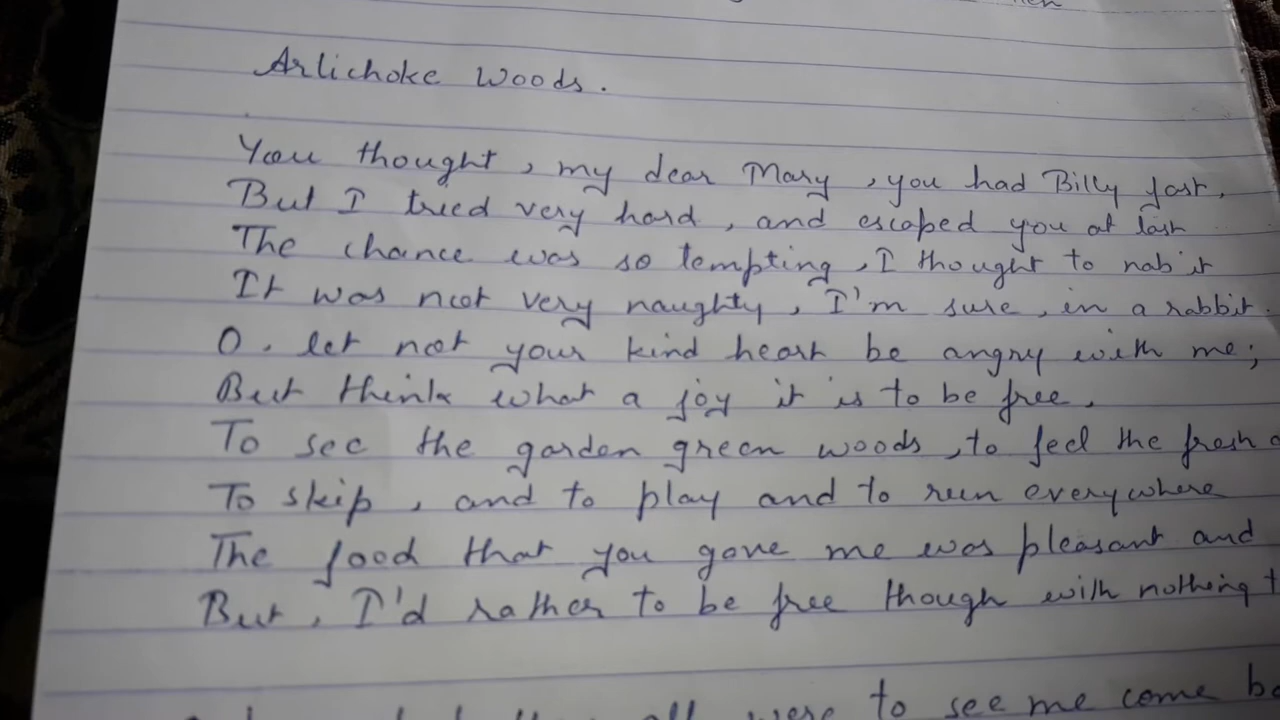 Artichoke Woods.
You thought, my dear Mary, you had Billy fast,
But I tried very hard, and escaped you at last
The chance was so tempting, I thought to nab it
It was not very naughty, I'm sure, in a rabbit.
O, let not your kind heart be angry with me;
But think what a joy it is to be free,
To see the garden green woods, to feel the fresh
To skip, and to play and to run everywhere
The food that you gave me was pleasant and
But, I'd rather to be free though with nothing t
were to see me come